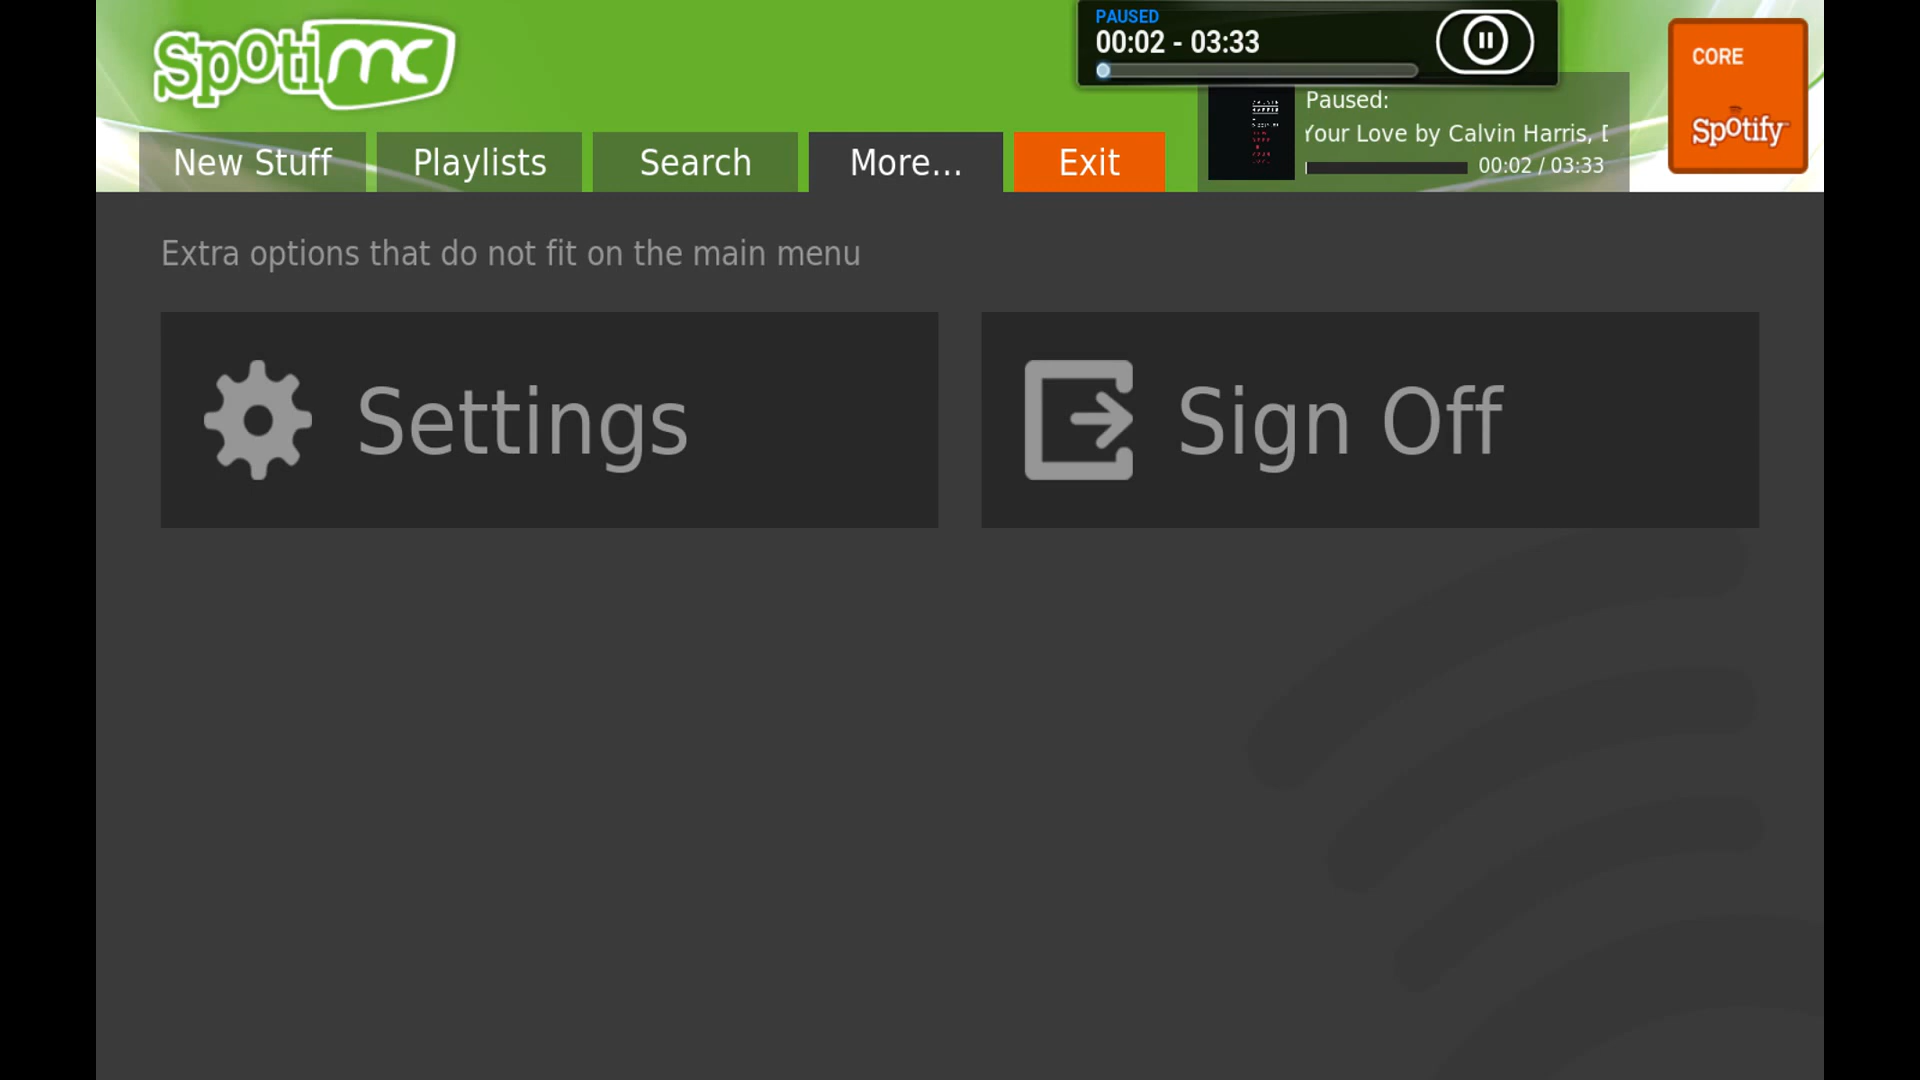 Spotimc
PAUSED
00:02 - 03:33
CORE
Spotify
Paused:
Your Love by Calvin Harris,
00:02 / 03:33
New Stuff
Playlists
Search
More...
Exit
Extra options that do not fit on the main menu
Settings
Sign Off